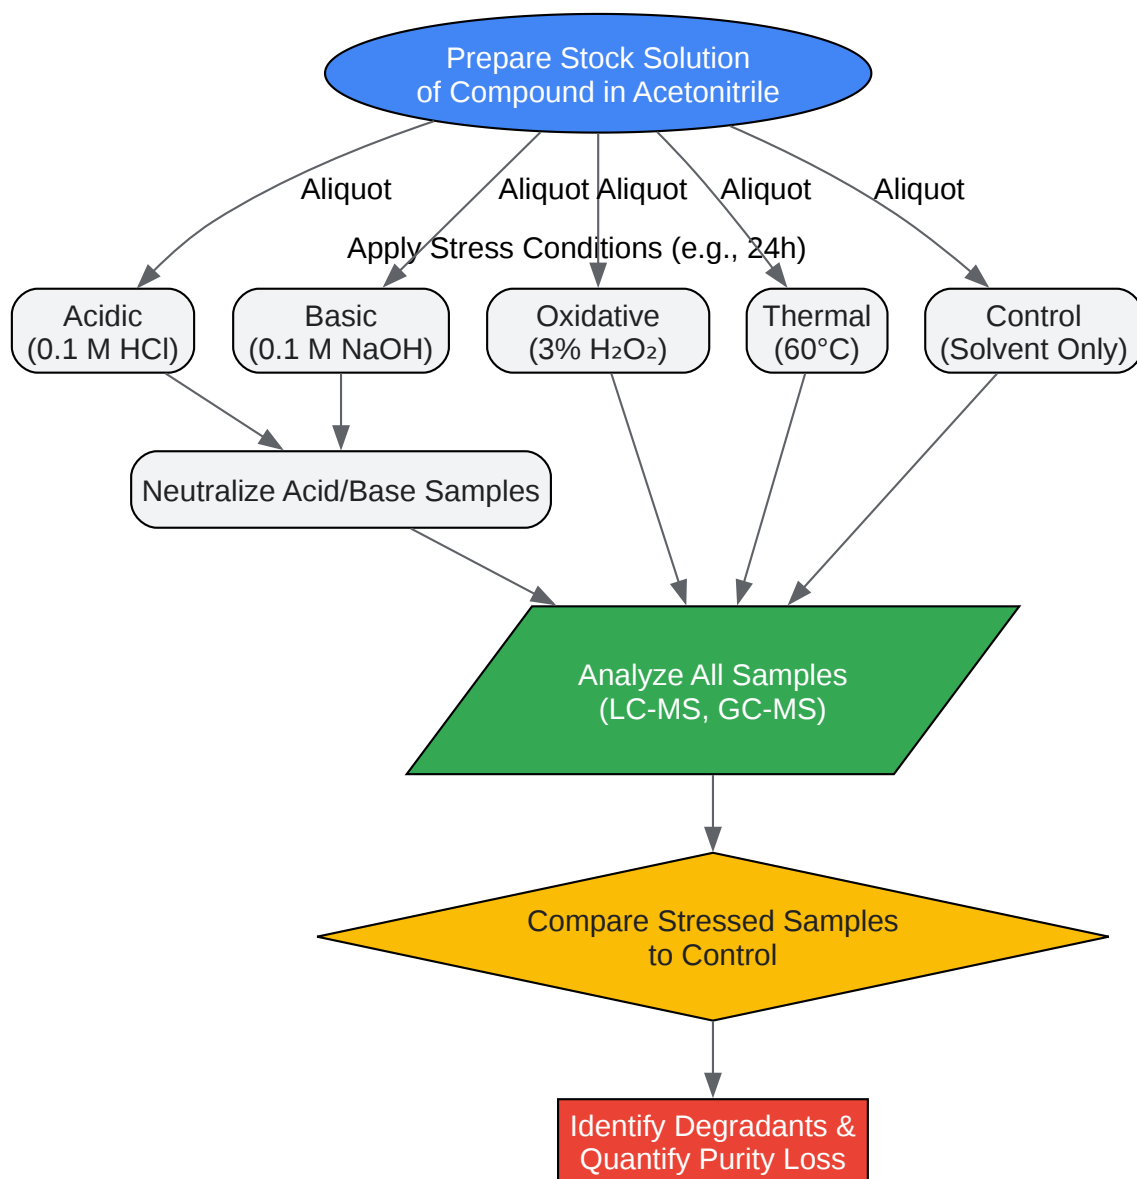 Prepare Stock Solution
of Compound in Acetonitrile
Aliquot
Aliquot
Aliquot
Aliquot
Aliquot
Apply Stress Conditions (e.g., 24h)
Acidic
(0.1 M HCl)
Basic
(0.1 M NaOH)
Oxidative
(3% H₂O₂)
Thermal
(60°C)
Control
(Solvent Only)
Neutralize Acid/Base Samples
Analyze All Samples
(LC-MS, GC-MS)
Compare Stressed Samples
to Control
Identify Degradants &
Quantify Purity Loss